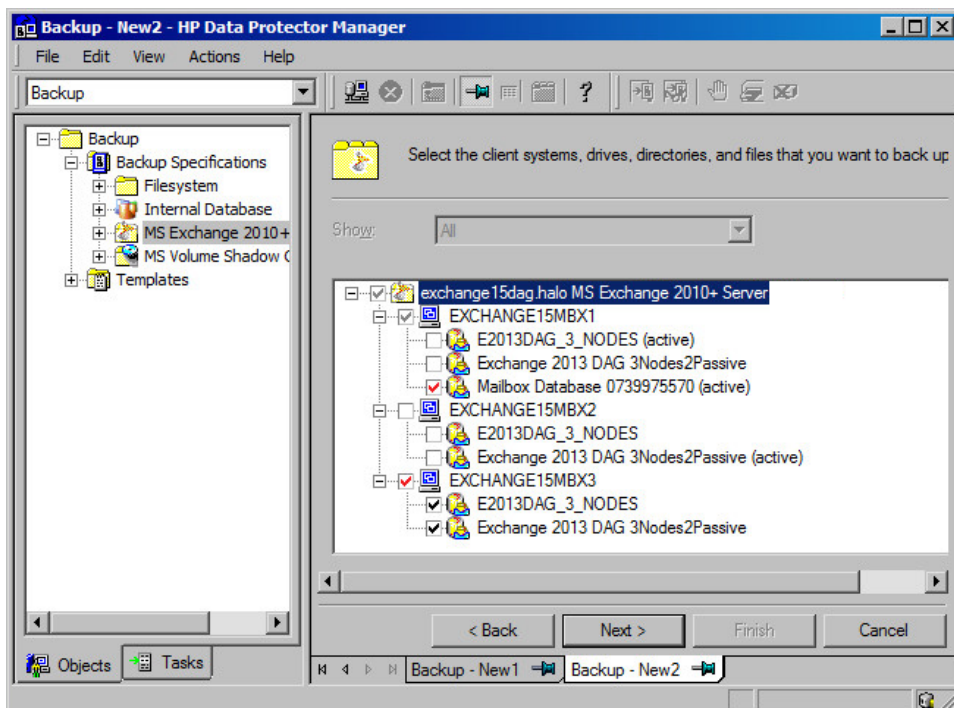 Backup - New2 - HP Data Protector Manager
File Edit View Actions Help
Backup
Backup
Backup Specifications
Filesystem
Internal Database
MS Exchange 2010+
MS Volume Shadow C
Templates
Objects Tasks
Select the client systems, drives, directories, and files that you want to back up
Show: All
exchange15dag.halo MS Exchange 2010+ Server
EXCHANGE15MBX1
E2013DAG_3_NODES (active)
Exchange 2013 DAG 3Nodes2Passive
Mailbox Database 0739975570 (active)
EXCHANGE15MBX2
E2013DAG_3_NODES
Exchange 2013 DAG 3Nodes2Passive (active)
EXCHANGE15MBX3
E2013DAG_3_NODES
Exchange 2013 DAG 3Nodes2Passive
< Back Next > Finish Cancel
Backup - New1 Backup - New2